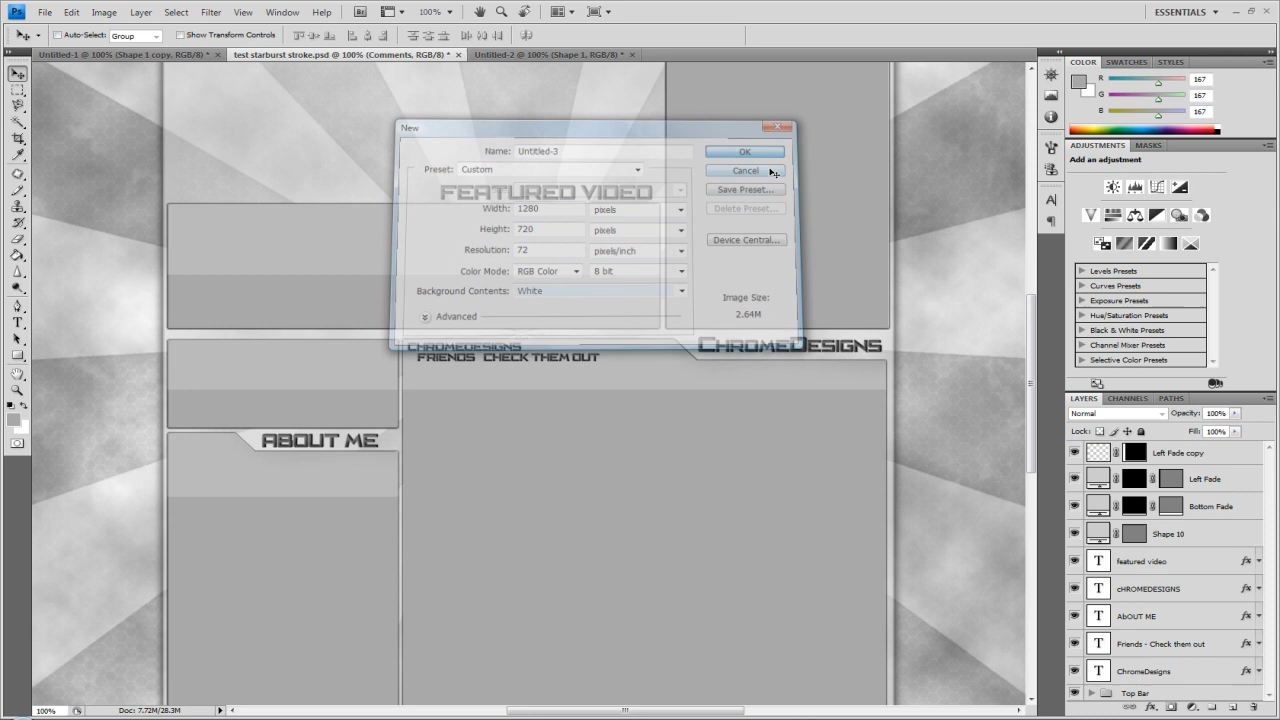 Ps File Edit Image Layer Select Filter View Window Help Br 100% ESSENTIALS
Auto-Select: Group Show Transform Controls
Untitled-1 @ 100% (Shape 1 copy, RGB/8) * test starburst stroke.psd @ 100% (Comments, RGB/8) * Untitled-2 @ 100% (Shape 1, RGB/8) *
New
Name: Untitled-3
OK
Preset: Custom
Cancel
FEATURED VIDEO
Save Preset...
Width: 1280 pixels
Delete Preset...
Height: 720 pixels
Device Central...
Resolution: 72 pixels/inch
Color Mode: RGB Color 8 bit
Background Contents: White
Image Size:
Advanced
2.64M
CHROMEDESIGNS
FRIENDS CHECK THEM OUT
CHROMEDESIGNS
ABOUT ME
COLOR SWATCHES STYLES
R 167
G 167
B 167
ADJUSTMENTS MASKS
Add an adjustment
Levels Presets
Curves Presets
Exposure Presets
Hue/Saturation Presets
Black & White Presets
Channel Mixer Presets
Selective Color Presets
LAYERS CHANNELS PATHS
Normal Opacity: 100%
Lock: Fill: 100%
Left Fade copy
Left Fade
Bottom Fade
Shape 10
T featured video fx
T cHROMEDESIGNS fx
T AbOUT ME fx
T Friends - Check them out fx
T ChromeDesigns fx
Top Bar
100% Doc: 7.72M/28.3M